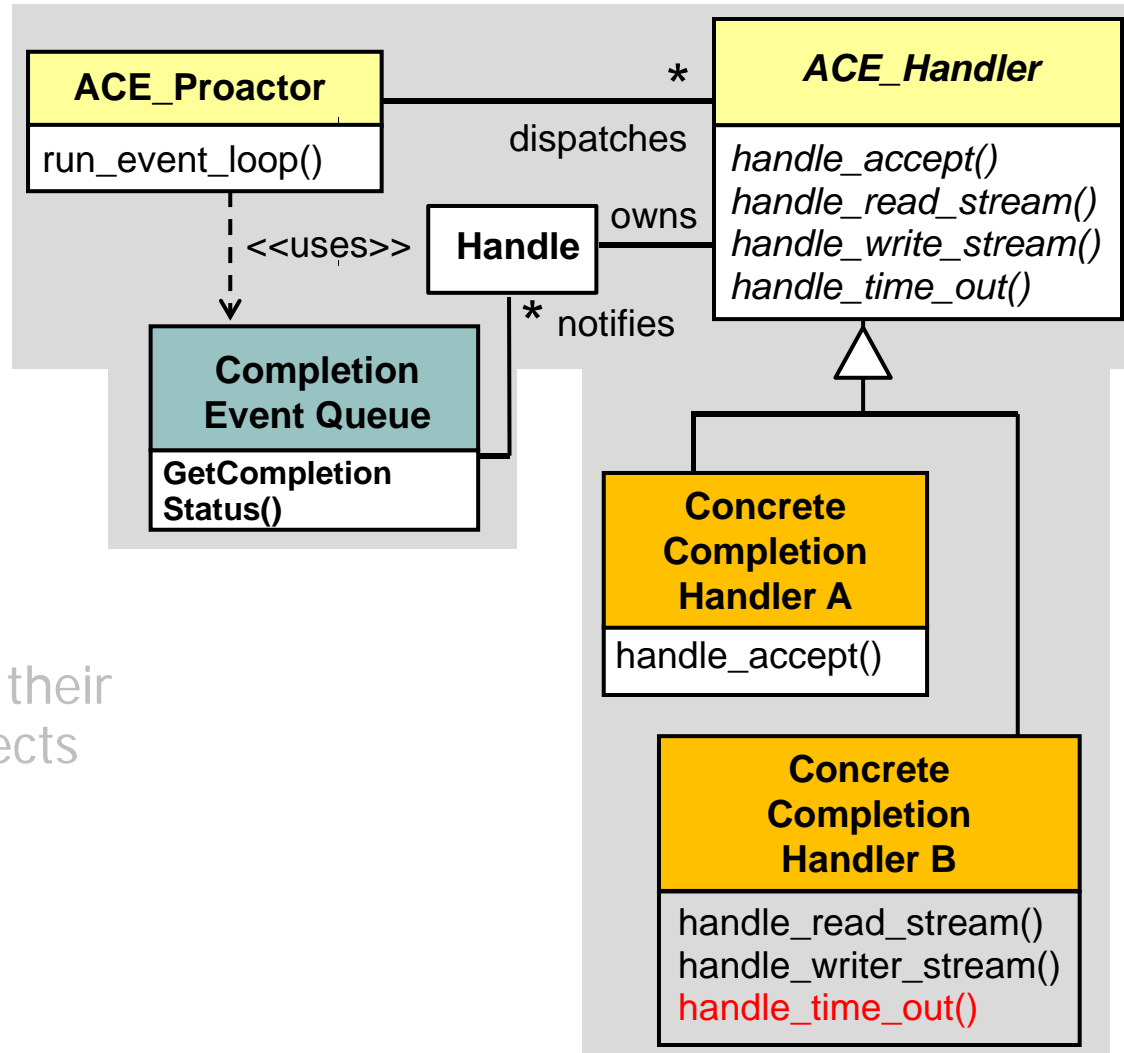 ACE_Proactor
run_event_loop()
*
dispatches
ACE_Handler
handle_accept()
handle_read_stream()
handle_write_stream()
handle_time_out()
<<uses>>
Handle
owns
* notifies
Completion
Event Queue
GetCompletion
Status()
Concrete
Completion
Handler A
handle_accept()
their
ects
Concrete
Completion
Handler B
handle_read_stream()
handle_writer_stream()
handle_time_out()